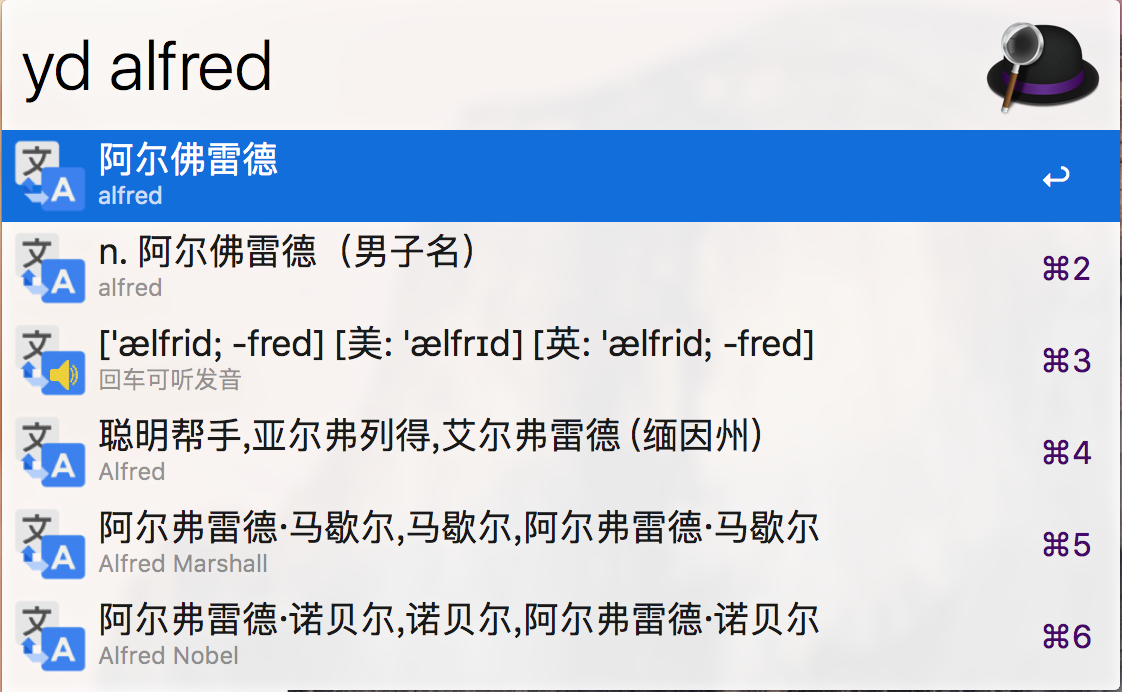 yd alfred
阿尔佛雷德
alfred
n. 阿尔佛雷德（男子名）
alfred
⌘2
['ælfrid; -fred] [美: 'ælfrɪd] [英: 'ælfrid; -fred]
回车可听发音
⌘3
聪明帮手,亚尔弗列得,艾尔弗雷德 (缅因州)
Alfred
⌘4
阿尔弗雷德·马歇尔,马歇尔,阿尔弗雷德·马歇尔
Alfred Marshall
⌘5
阿尔弗雷德·诺贝尔,诺贝尔,阿尔弗雷德·诺贝尔
Alfred Nobel
⌘6